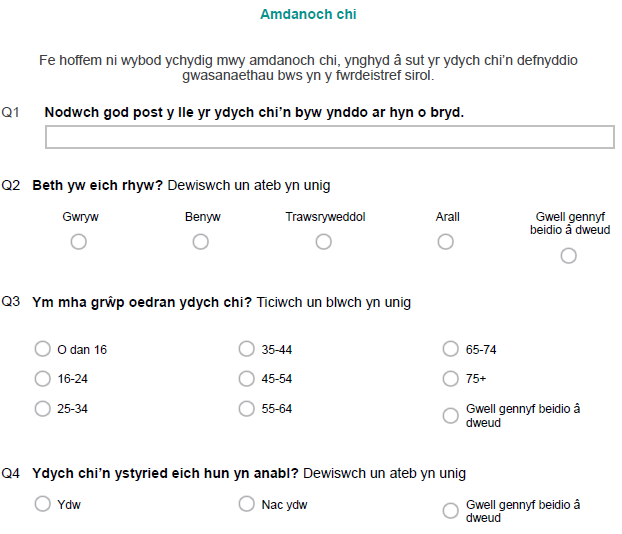 Amdanoch chi
Fe hoffem ni wybod ychydig mwy amdanoch chi, ynghyd â sut yr ydych chi'n defnyddio
gwasanaethau bws yn y fwrdeistref sirol.
Q1 Nodwch god post y lle yr ydych chi'n byw ynddo ar hyn o bryd.
Q2 Beth yw eich rhyw? Dewiswch un ateb yn unig
Gwryw Benyw Trawsryweddol Arall Gwell gennyf
beidio â dweud
Q3 Ym mha grŵp oedran ydych chi? Ticiwch un blwch yn unig
O dan 16 35-44 65-74
16-24 45-54 75+
25-34 55-64 Gwell gennyf beidio â
dweud
Q4 Ydych chi'n ystyried eich hun yn anabl? Dewiswch un ateb yn unig
Ydw Nac ydw Gwell gennyf beidio â
dweud